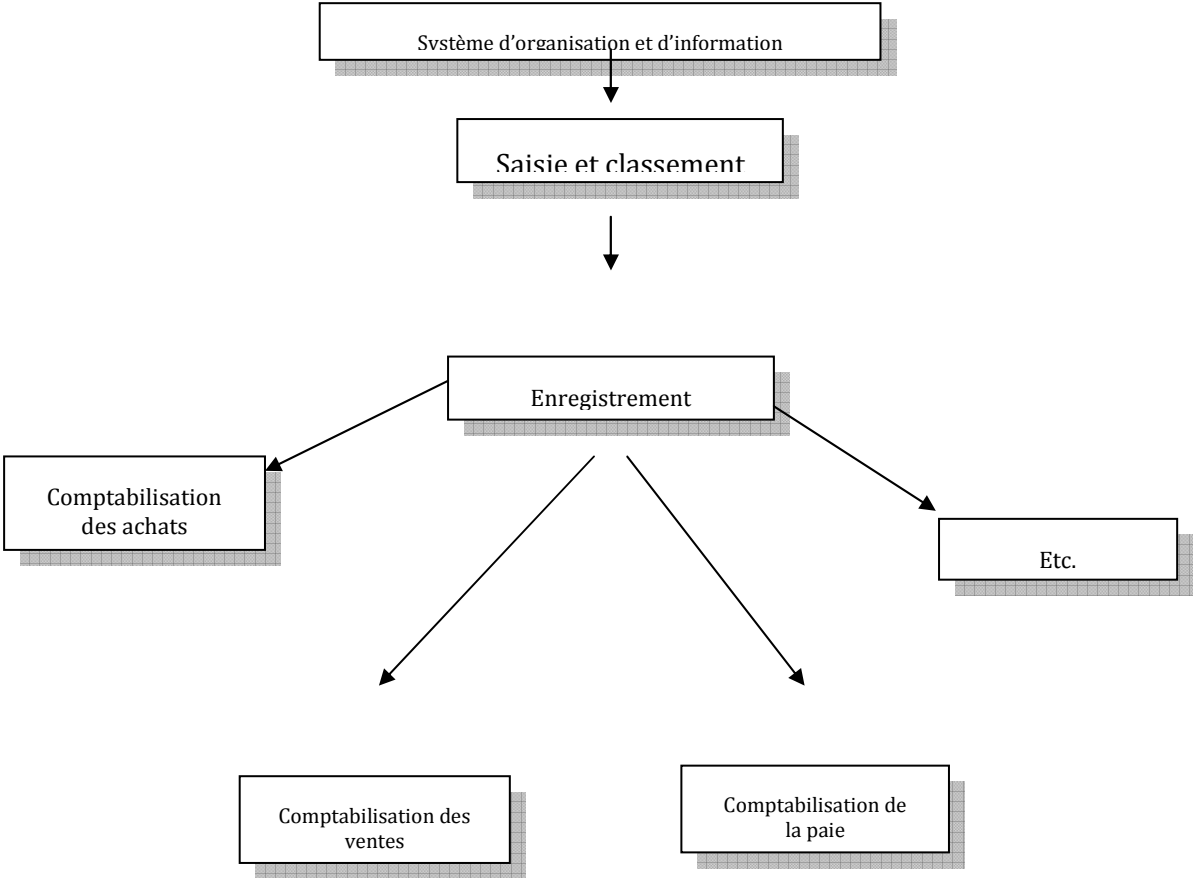 Système d’organisation et d’information
Saisie et classement
Enregistrement
Comptabilisation
des achats
Etc.
Comptabilisation des
ventes
Comptabilisation de
la paie